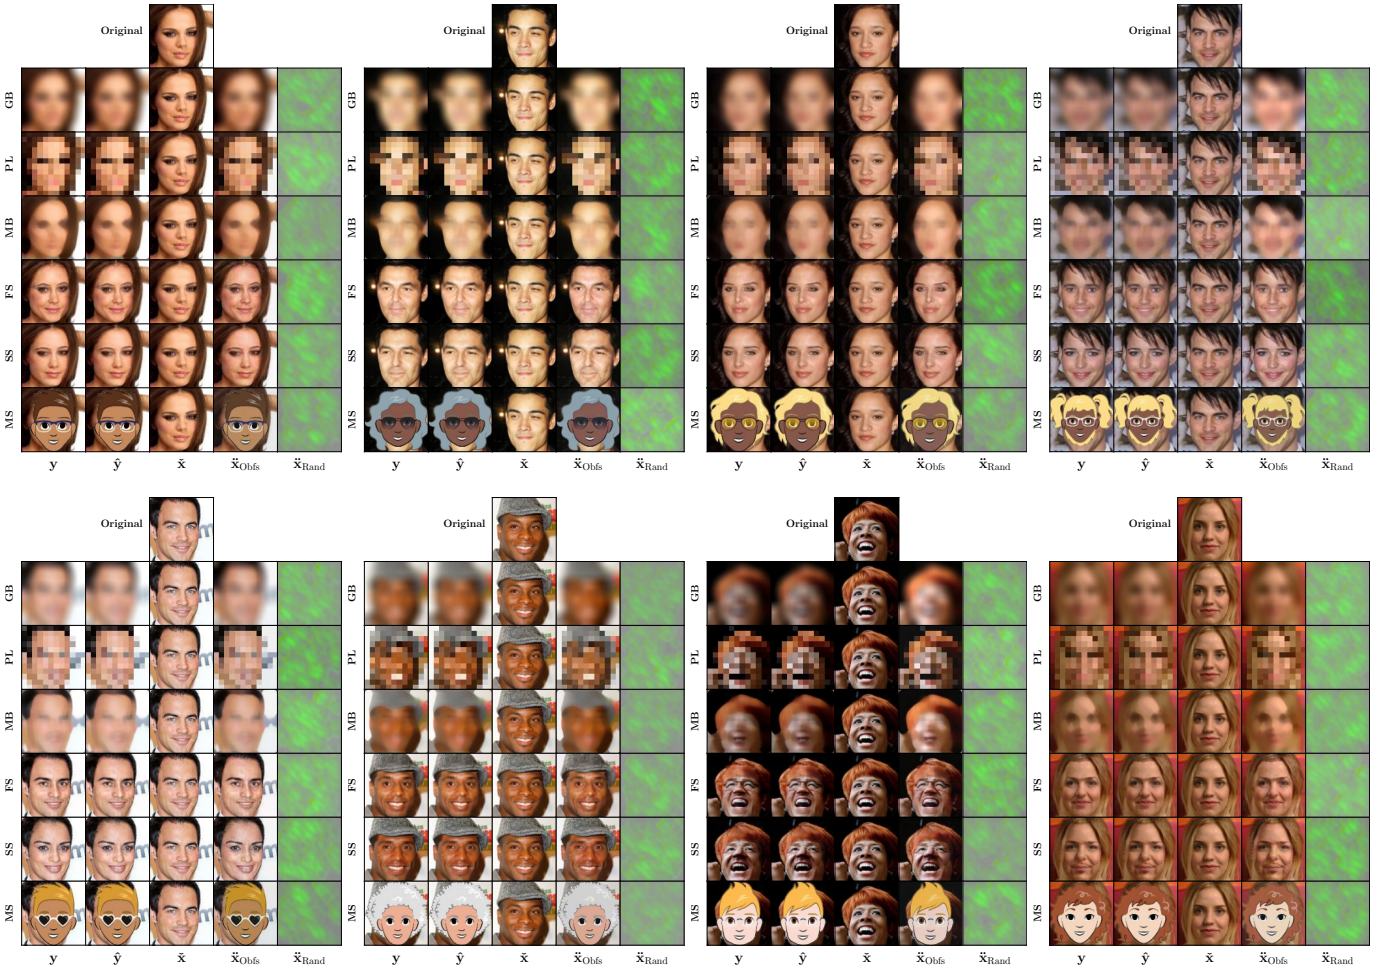 Original Original Original Original
GB GB GB GB
PL PL PL PL
MB MB MB MB
FS FS FS FS
SS SS SS SS
MS MS MS MS
y ŷ x̌ ẍObfs ẍRand y ŷ x̌ ẍObfs ẍRand y ŷ x̌ ẍObfs ẍRand y ŷ x̌ ẍObfs ẍRand
Original Original Original Original
GB GB GB GB
PL PL PL PL
MB MB MB MB
FS FS FS FS
SS SS SS SS
MS MS MS MS
y ŷ x̌ ẍObfs ẍRand y ŷ x̌ ẍObfs ẍRand y ŷ x̌ ẍObfs ẍRand y ŷ x̌ ẍObfs ẍRand